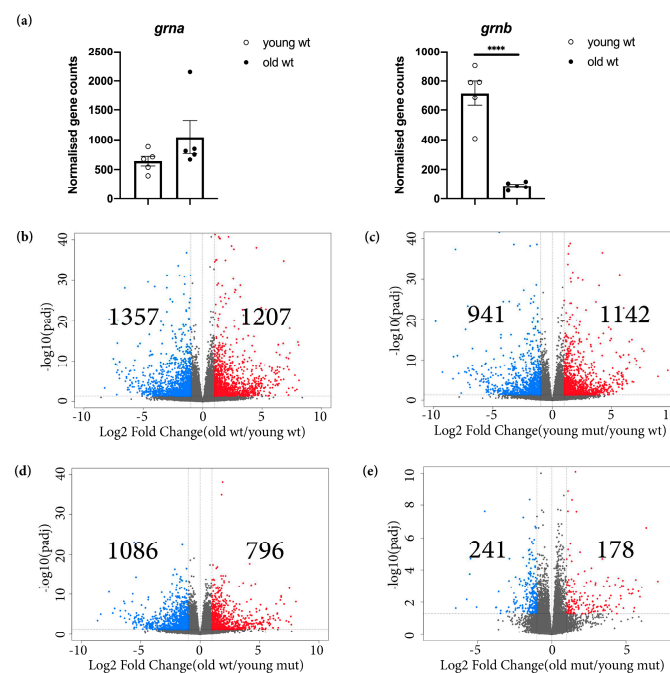 (a)
grna
young wt
old wt
Normalised gene counts
2500
2000
1500
1000
500
0
grnb
young wt
old wt
Normalised gene counts
1000
800
600
400
200
0
****
(b)
-log10(padj)
40
30
20
10
0
1357
1207
-10 -5 0 5 10
Log2 Fold Change(old wt/young wt)
(c)
-log10(padj)
40
30
20
10
0
941
1142
-10 -5 0 5 10
Log2 Fold Change(young mut/young wt)
(d)
-log10(padj)
40
30
20
10
0
1086
796
-10 -5 0 5 10
Log2 Fold Change(old wt/young mut)
(e)
-log10(padj)
10
8
6
4
2
0
241
178
-5 0 5
Log2 Fold Change(old mut/young mut)